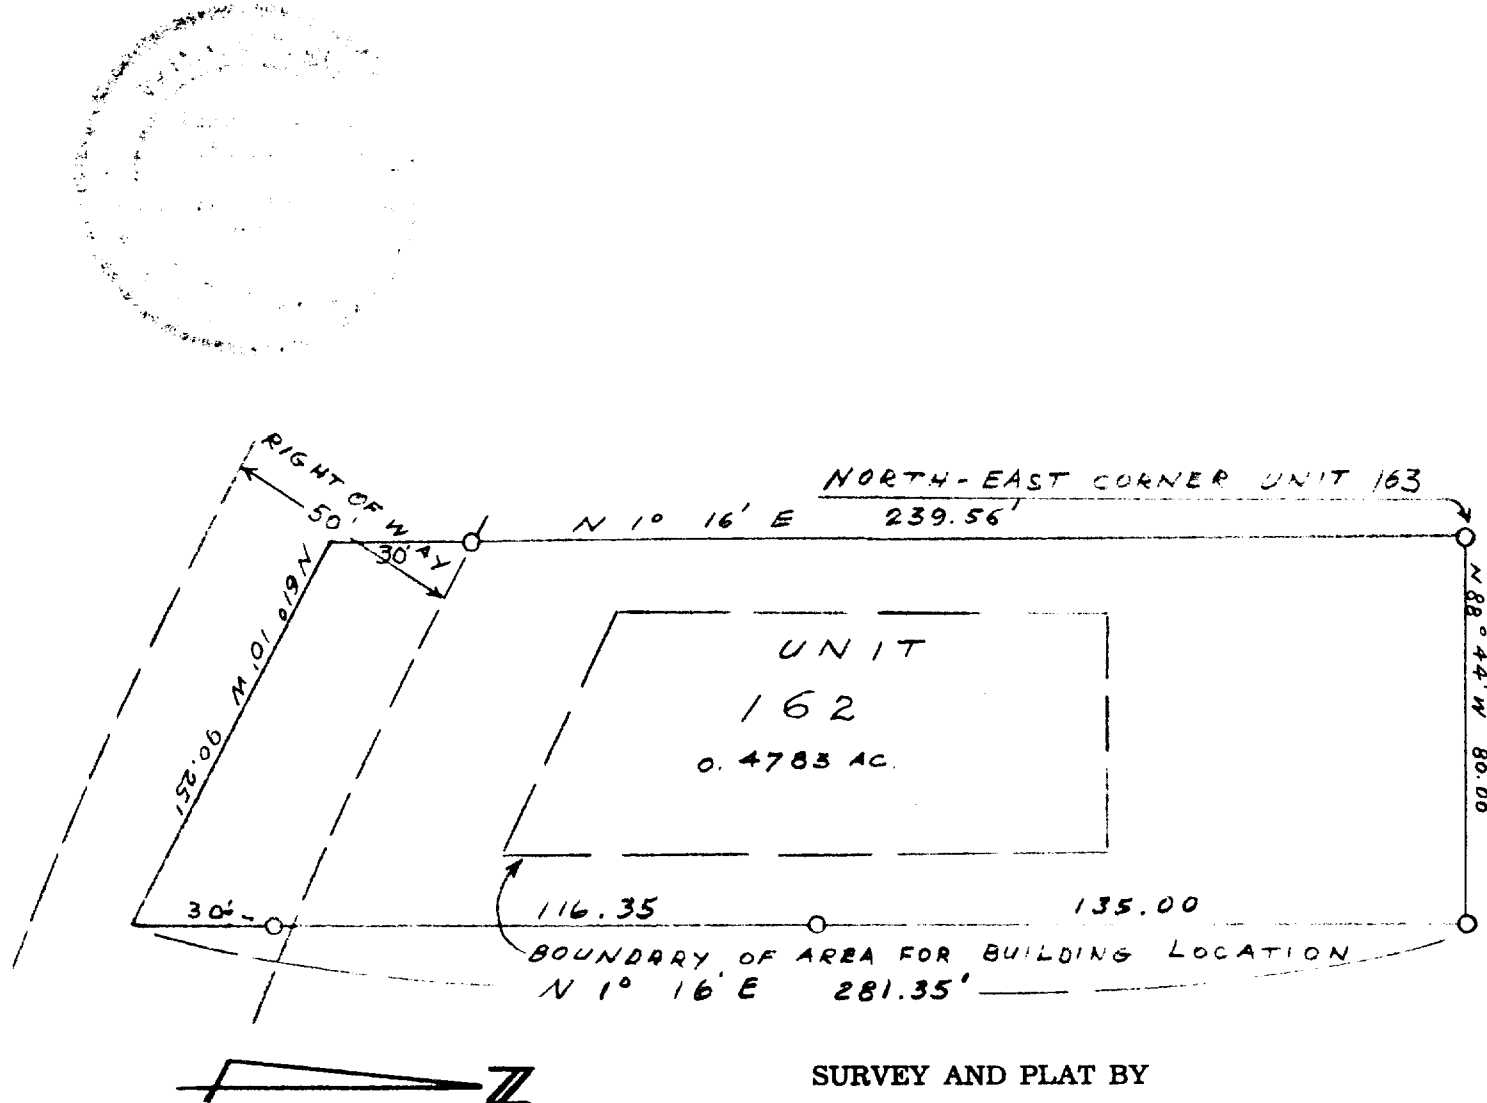 RIGHT OF WAY
50'
30'
NORTH-EAST CORNER UNIT 163
N 1° 16' E 239.56'
N 61° 10' W 90.25'
N 88° 44' W 80.00
UNIT
162
0.4783 AC.
30'
116.35
135.00
BOUNDARY OF AREA FOR BUILDING LOCATION
N 1° 16' E 281.35'
N
SURVEY AND PLAT BY